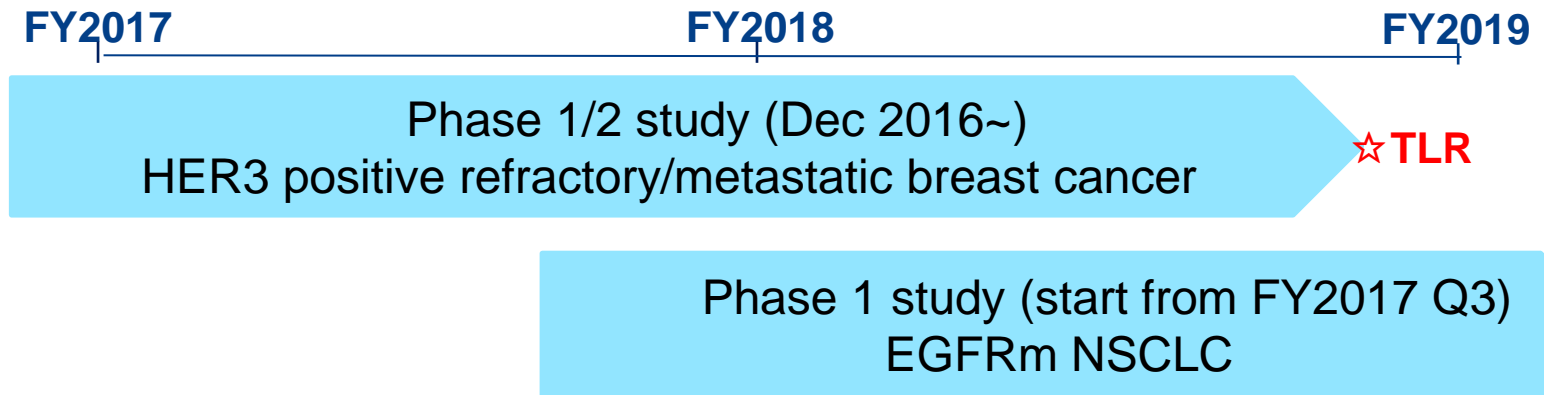 FY2017 FY2018 FY2019
Phase 1/2 study (Dec 2016~)
HER3 positive refractory/metastatic breast cancer
☆TLR
Phase 1 study (start from FY2017 Q3)
EGFRm NSCLC